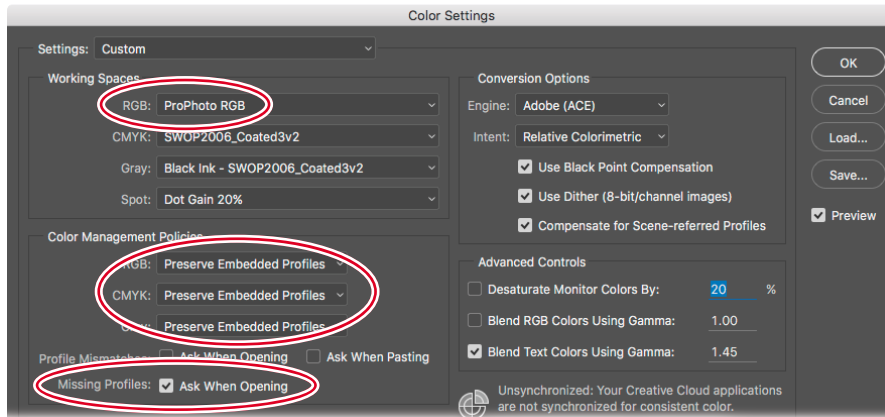 Color Settings
Settings: Custom
Working Spaces
RGB: ProPhoto RGB
CMYK: SWOP2006_Coated3v2
Gray: Black Ink - SWOP2006_Coated3v2
Spot: Dot Gain 20%
Color Management Policies
RGB: Preserve Embedded Profiles
CMYK: Preserve Embedded Profiles
Gray: Preserve Embedded Profiles
Profile Mismatches: Ask When Opening Ask When Pasting
Missing Profiles: Ask When Opening
Conversion Options
Engine: Adobe (ACE)
Intent: Relative Colorimetric
Use Black Point Compensation
Use Dither (8-bit/channel images)
Compensate for Scene-referred Profiles
Advanced Controls
Desaturate Monitor Colors By: 20 %
Blend RGB Colors Using Gamma: 1.00
Blend Text Colors Using Gamma: 1.45
Unsynchronized: Your Creative Cloud applications
are not synchronized for consistent color.
OK
Cancel
Load...
Save...
Preview